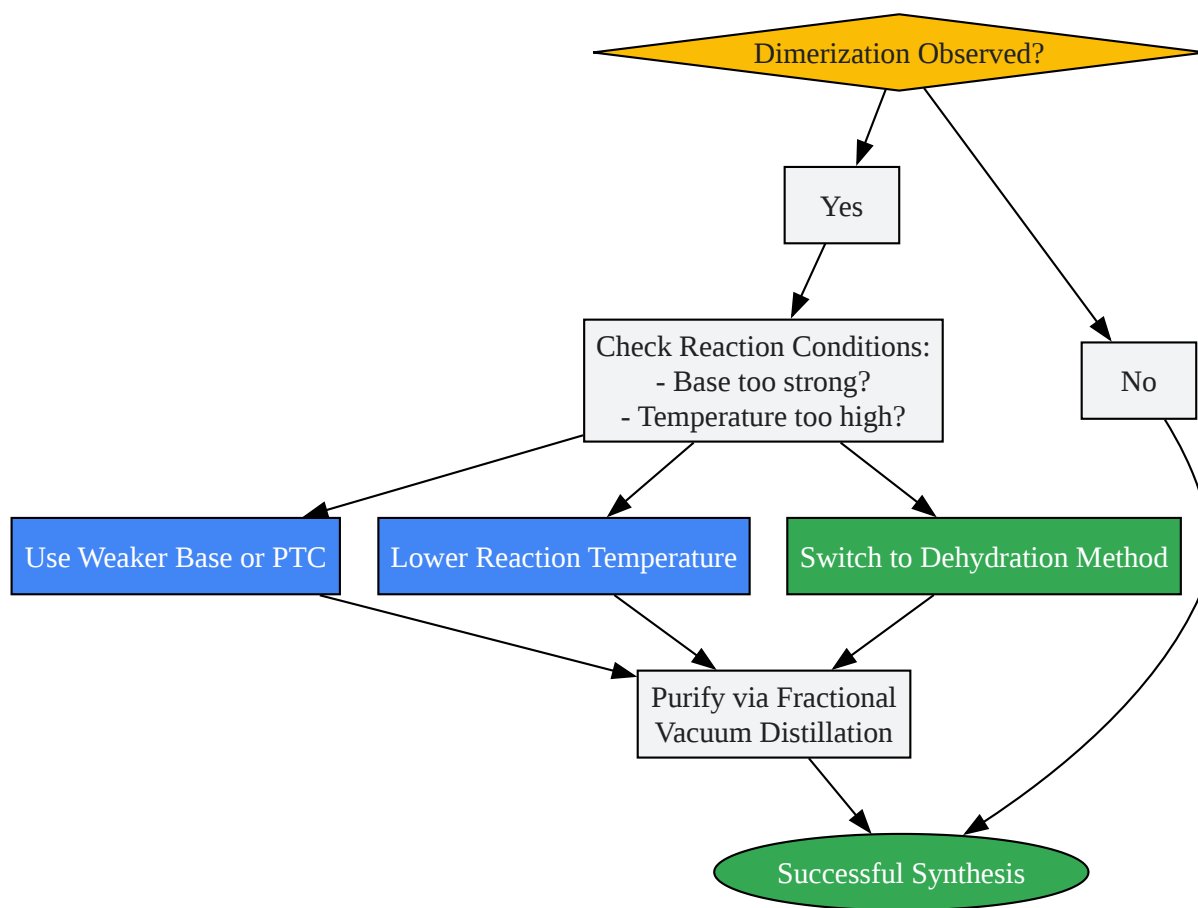 Dimerization Observed?
Yes
Check Reaction Conditions:
- Base too strong?
- Temperature too high?
No
Use Weaker Base or PTC
Lower Reaction Temperature
Switch to Dehydration Method
Purify via Fractional
Vacuum Distillation
Successful Synthesis